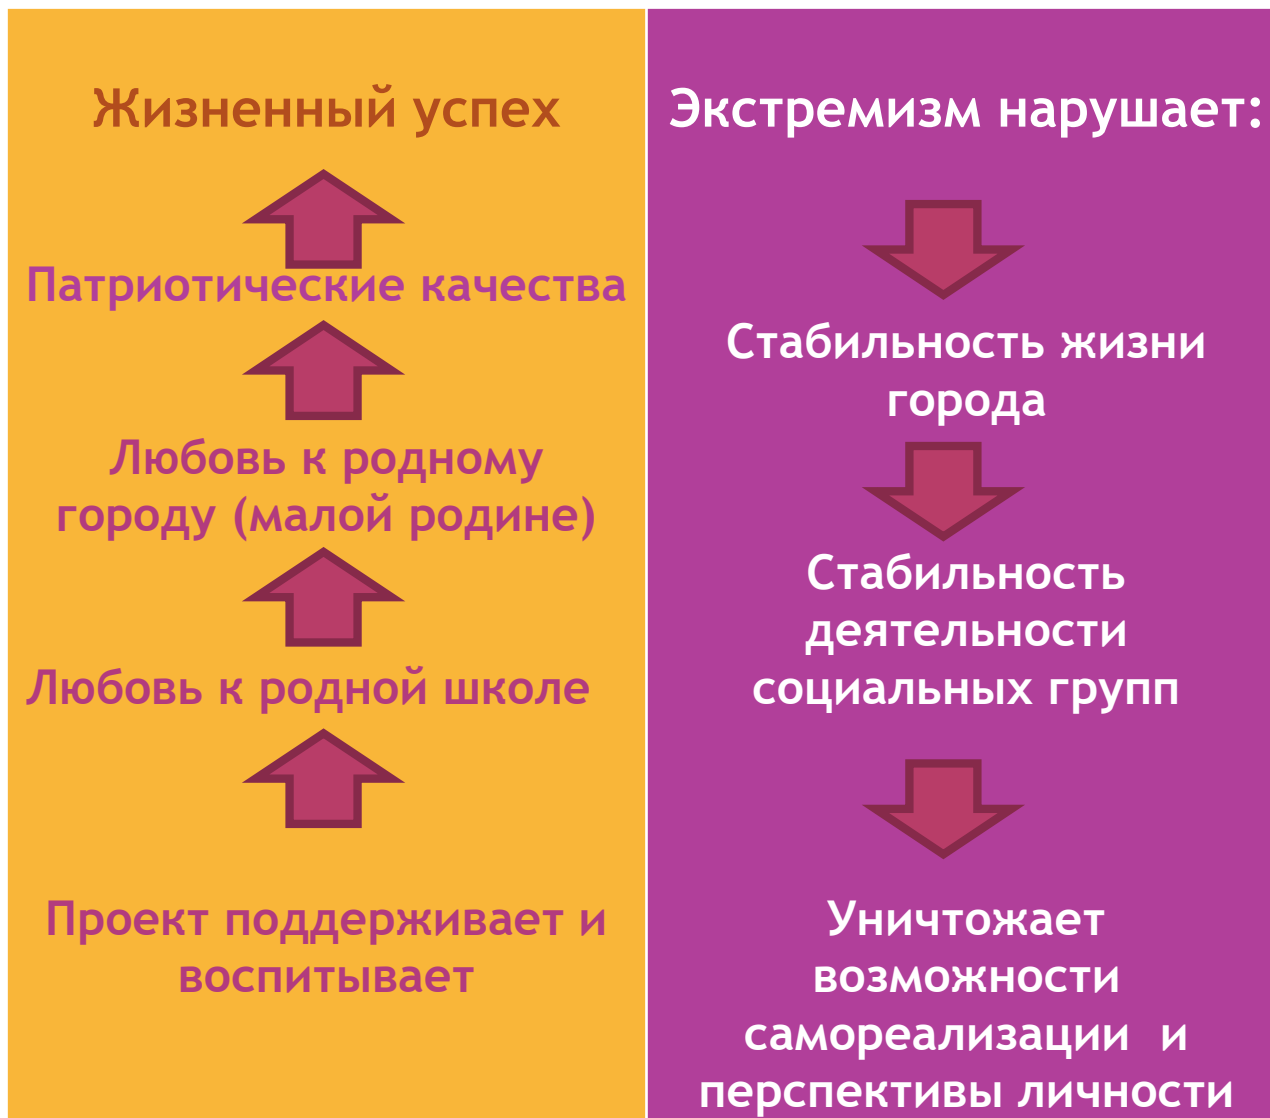 Жизненный успех
Патриотические качества
Любовь к родному
городу (малой родине)
Любовь к родной школе
Проект поддерживает и
воспитывает
Экстремизм нарушает:
Стабильность жизни
города
Стабильность
деятельности
социальных групп
Уничтожает
возможности
самореализации и
перспективы личности